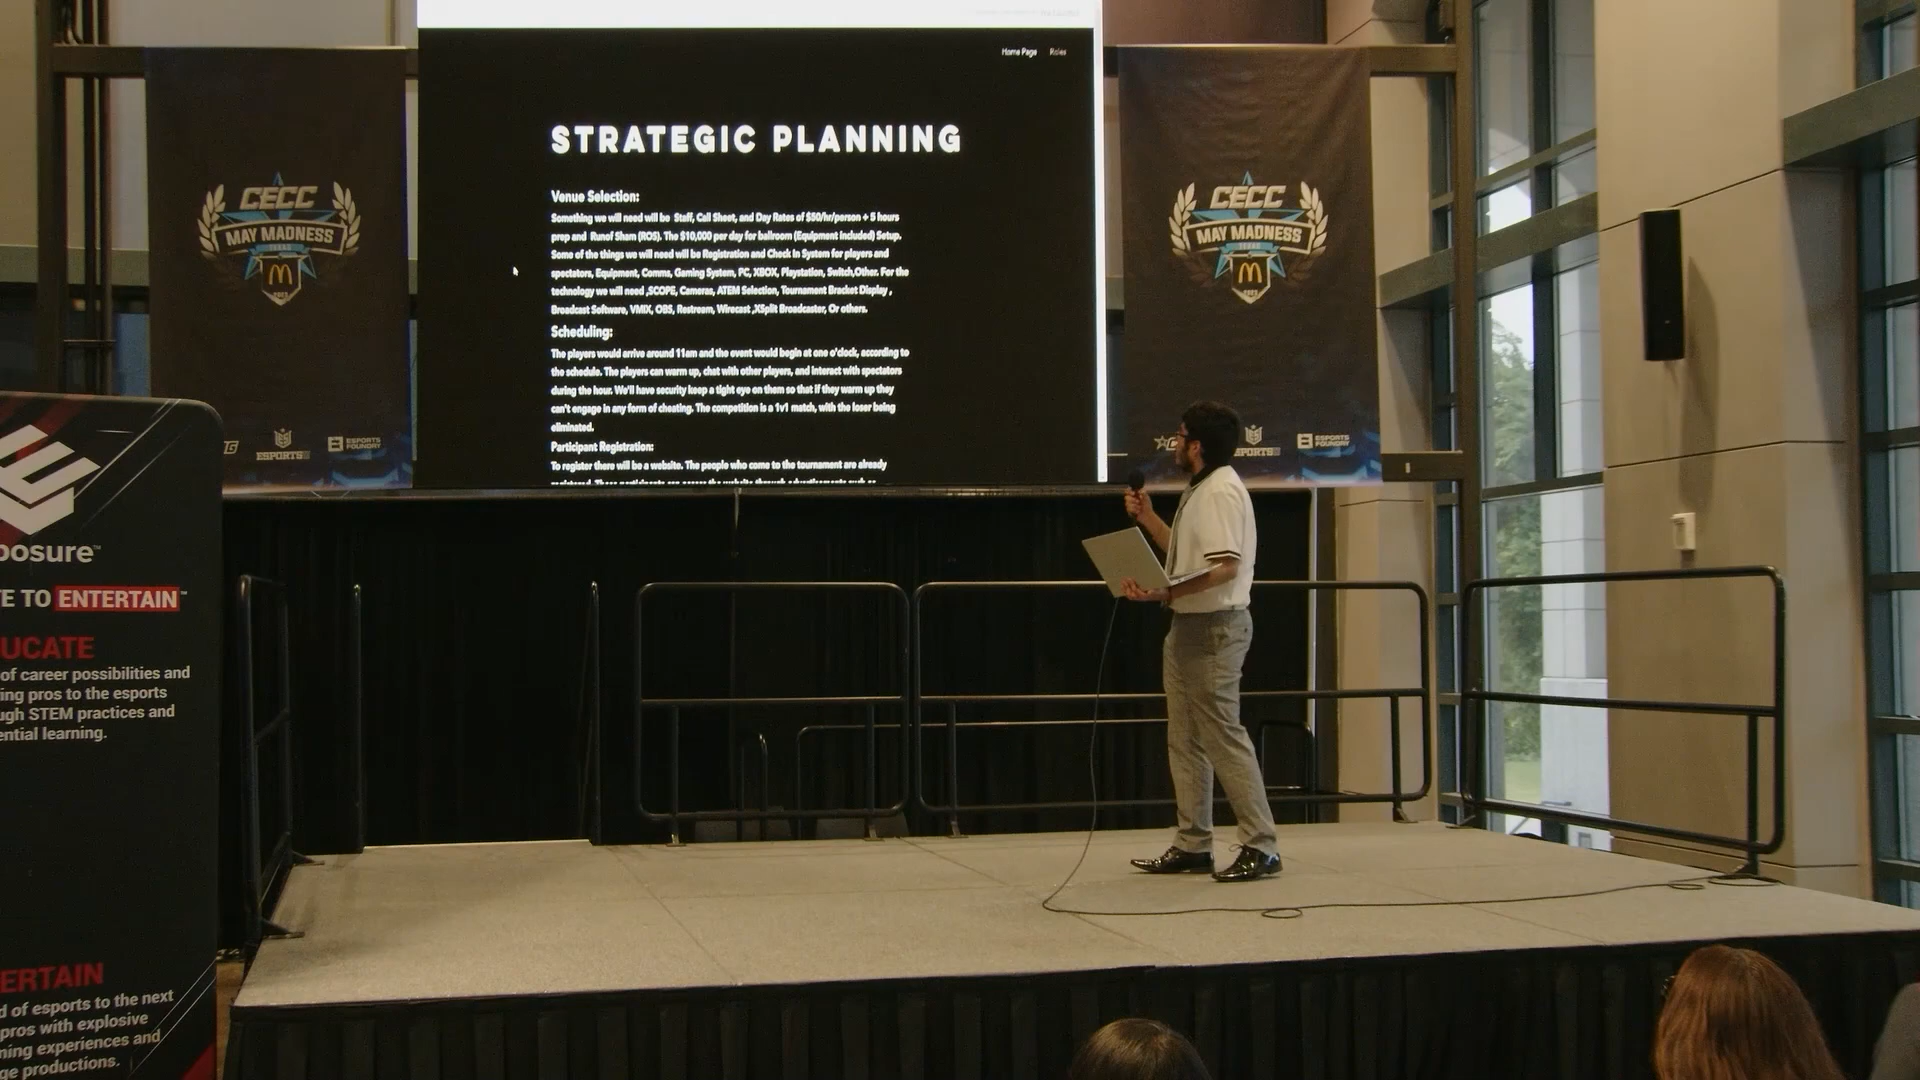 Home Page Roles
STRATEGIC PLANNING
Venue Selection:
Something we will need will be Staff, Call Sheet, and Day Rates of $50/hr/person + 5 hours
prep and Runof Sham (ROS). The $10,000 per day for ballroom (Equipment Included) Setup.
Some of the things we will need will be Registration and Check In System for players and
spectators, Equipment, Comms, Gaming System, PC, XBOX, Playstation, Switch,Other. For the
technology we will need ,SCOPE, Cameras, ATEM Selection, Tournament Bracket Display ,
Broadcast Software, VMIX, OBS, Restream, Wirecast ,XSplit Broadcaster, Or others.
Scheduling:
The players would arrive around 11am and the event would begin at one o'clock, according to
the schedule. The players can warm up, chat with other players, and interact with spectators
during the hour. We'll have security keep a tight eye on them so that if they warm up they
can't engage in any form of cheating. The competition is a 1v1 match, with the loser being
eliminated.
Participant Registration:
To register there will be a website. The people who come to the tournament are already
CECC
MAY MADNESS
TEXAS
2023
ESPORTS
ESPORTS
FOUNDRY
CECC
MAY MADNESS
TEXAS
2023
ESPORTS
ESPORTS
FOUNDRY
posure™
E TO ENTERTAIN™
UCATE
of career possibilities and
ing pros to the esports
ugh STEM practices and
ential learning.
ERTAIN
d of esports to the next
pros with explosive
ning experiences and
ge productions.